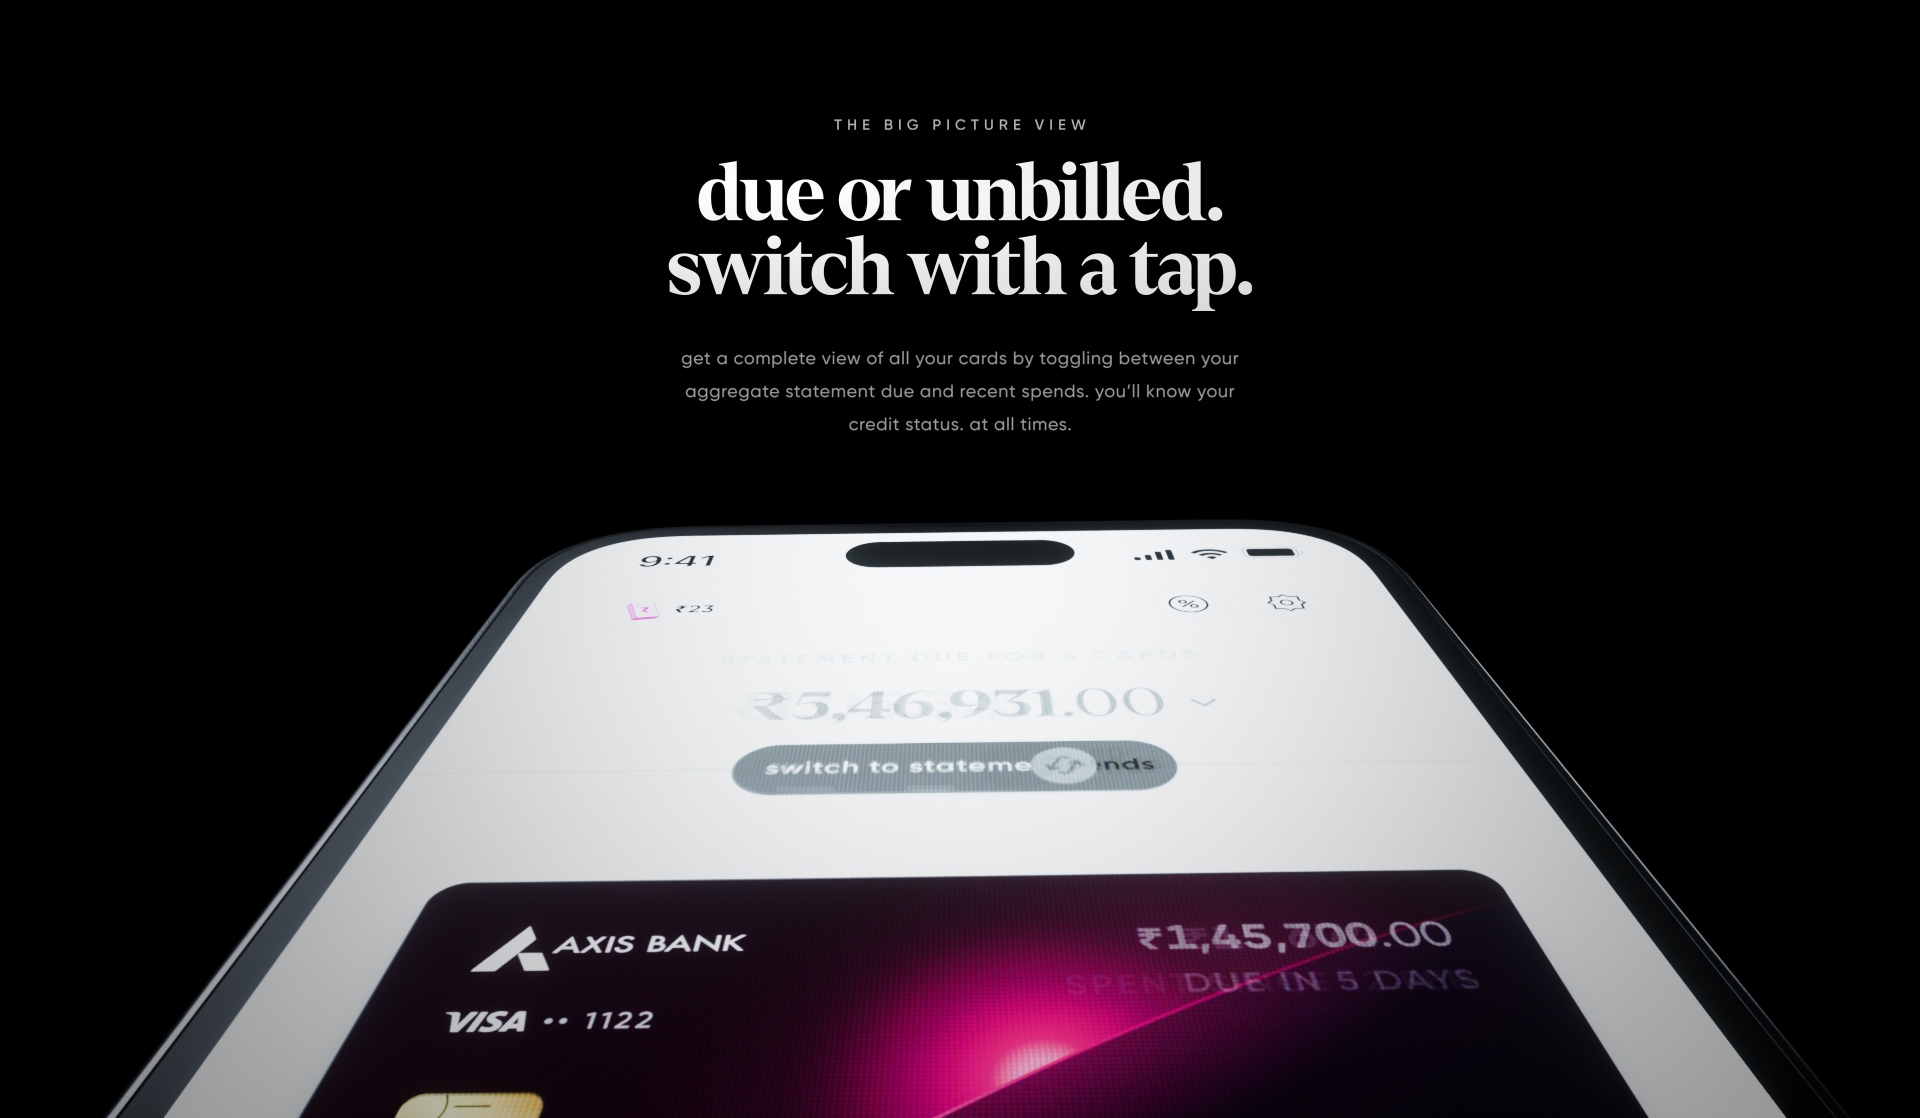 THE BIG PICTURE VIEW
due or unbilled.
switch with a tap.
get a complete view of all your cards by toggling between your
aggregate statement due and recent spends. you’ll know your
credit status. at all times.
9:41
₹23
%
STATEMENT DUE FOR CARDS
₹5,46,931.00
switch to stateme
ends
AXIS BANK
₹1,45,700.00
SPENT
DUE IN 5 DAYS
VISA •• 1122